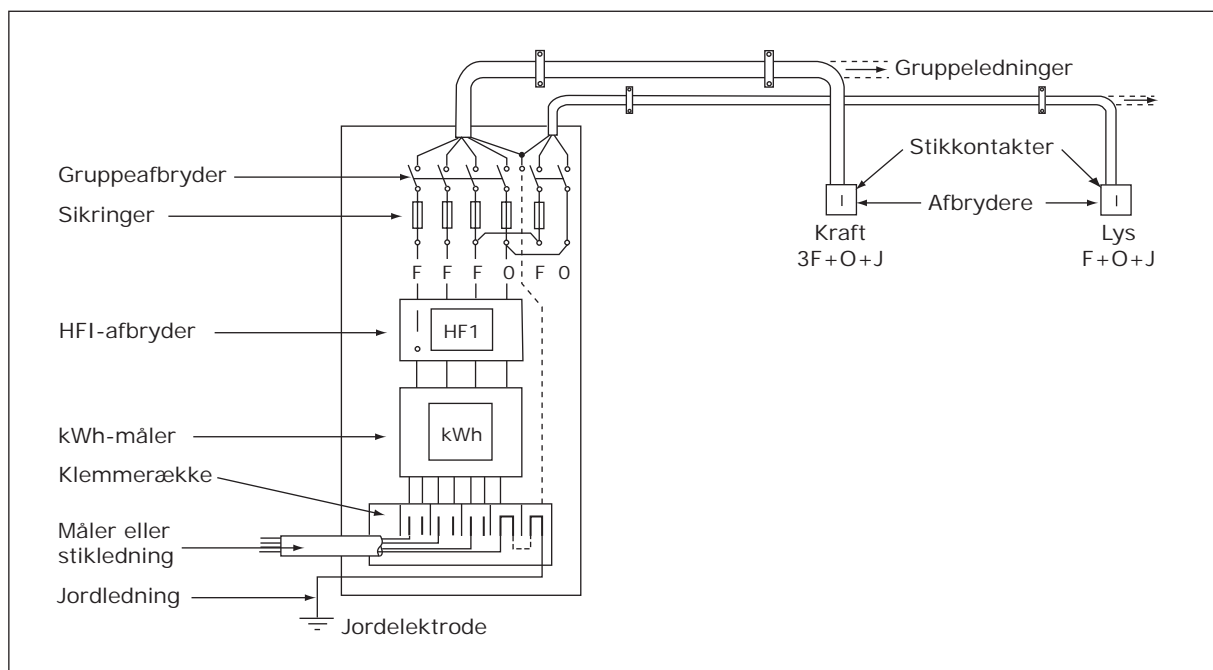 Gruppeledninger
Gruppeafbryder
Stikkontakter
Sikringer
Afbrydere
Kraft
3F+O+J
Lys
F+O+J
F F F O F O
HFI-afbryder
HF1
kWh-måler
kWh
Klemmerække
Måler eller
stikledning
Jordledning
Jordelektrode